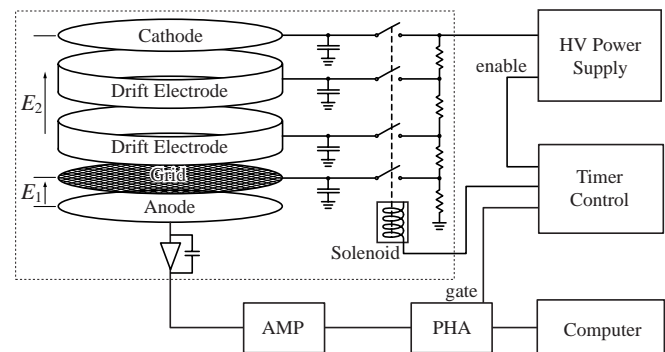 Cathode
Drift Electrode
Drift Electrode
Grid
Anode
E2
E1
Solenoid
HV Power
Supply
enable
Timer
Control
gate
AMP
PHA
Computer